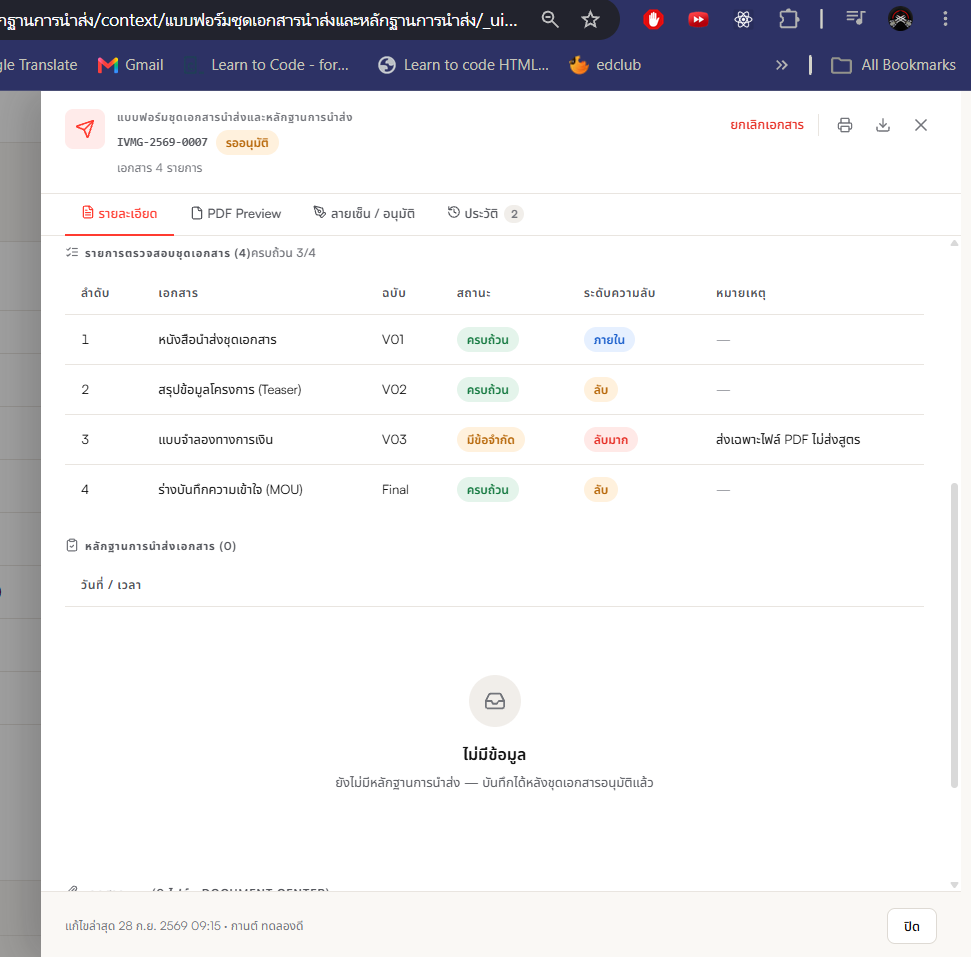 กฐานการนำส่ง/context/แบบฟอร์มชุดเอกสารนำส่งและหลักฐานการนำส่ง/_ui...
gle Translate Gmail Learn to Code - for... Learn to code HTML... edclub » All Bookmarks
แบบฟอร์มชุดเอกสารนำส่งและหลักฐานการนำส่ง
IVMG-2569-0007 รออนุมัติ
เอกสาร 4 รายการ
ยกเลิกเอกสาร
รายละเอียด PDF Preview ลายเซ็น / อนุมัติ ประวัติ 2
รายการตรวจสอบชุดเอกสาร (4)ครบถ้วน 3/4
ลำดับ เอกสาร ฉบับ สถานะ ระดับความลับ หมายเหตุ
1 หนังสือนำส่งชุดเอกสาร V01 ครบถ้วน ภายใน —
2 สรุปข้อมูลโครงการ (Teaser) V02 ครบถ้วน ลับ —
3 แบบจำลองทางการเงิน V03 มีข้อจำกัด ลับมาก ส่งเฉพาะไฟล์ PDF ไม่ส่งสูตร
4 ร่างบันทึกความเข้าใจ (MOU) Final ครบถ้วน ลับ —
หลักฐานการนำส่งเอกสาร (0)
วันที่ / เวลา
ไม่มีข้อมูล
ยังไม่มีหลักฐานการนำส่ง — บันทึกได้หลังชุดเอกสารอนุมัติแล้ว
DOCUMENT CENTER)
แก้ไขล่าสุด 28 ก.ย. 2569 09:15 • กานต์ ทดลองดี
ปิด